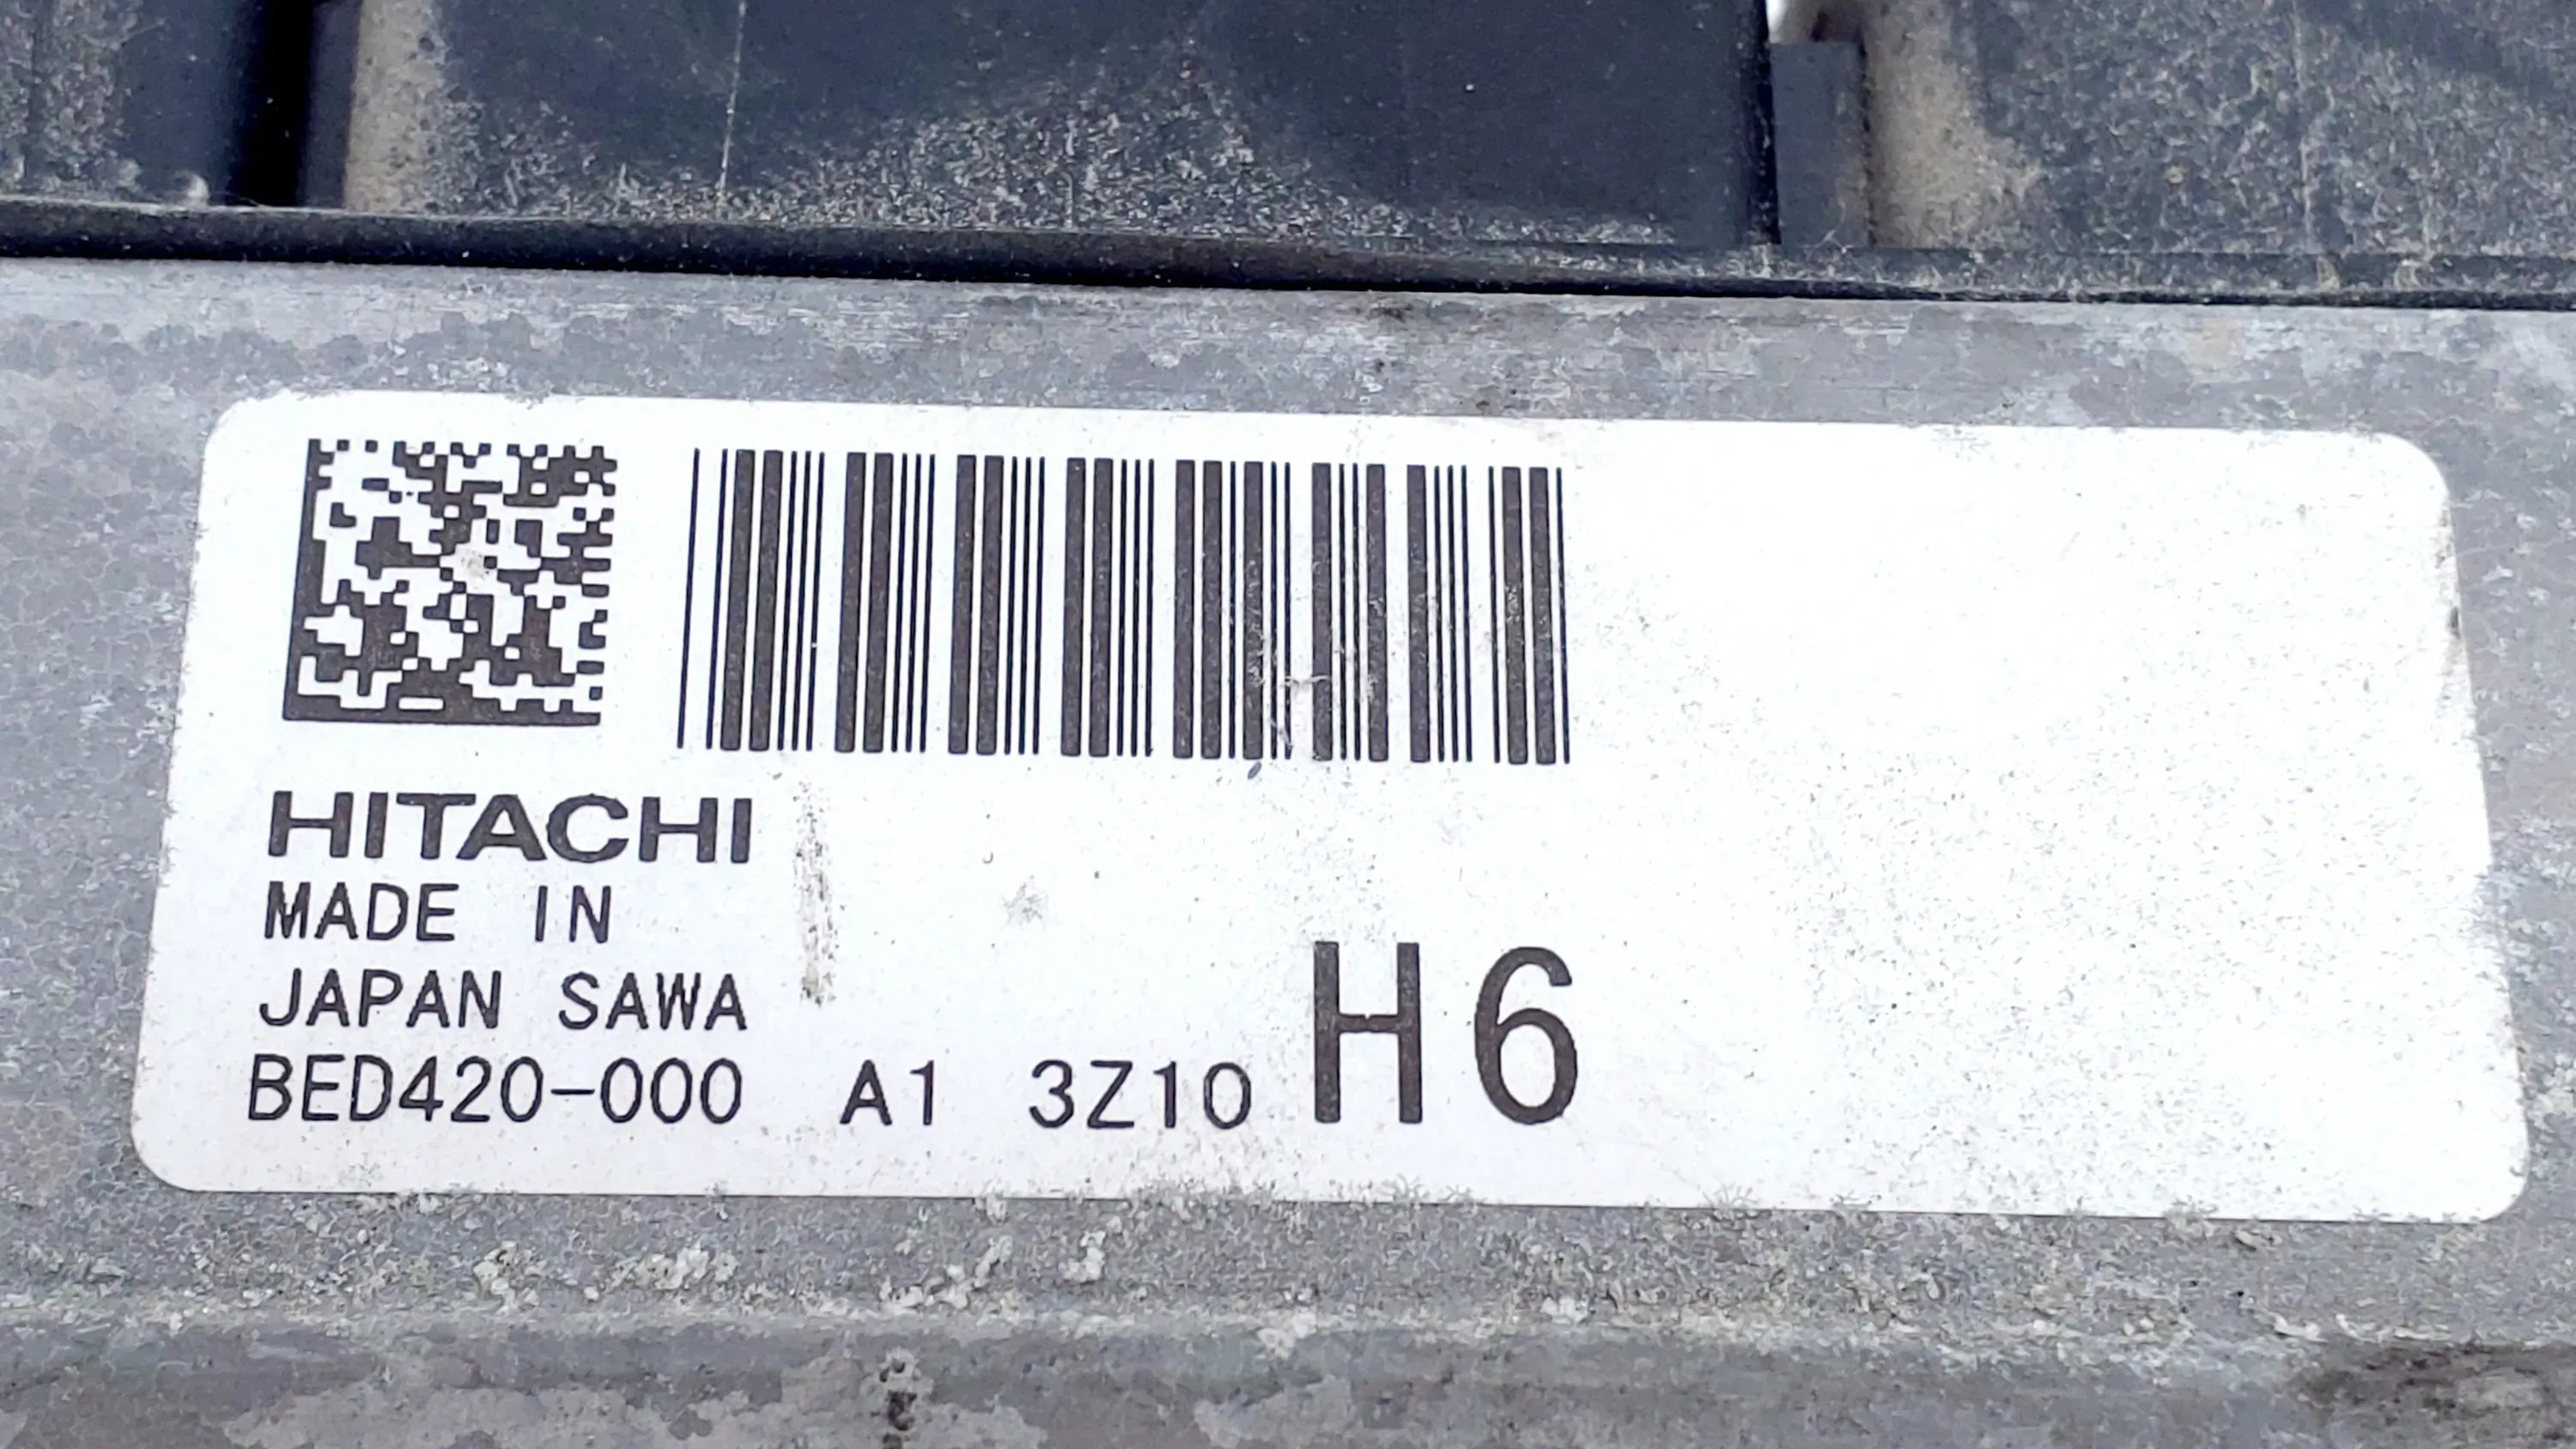 HITACHI
MADE IN
JAPAN SAWA
BED420-000 A1 3Z10 H6